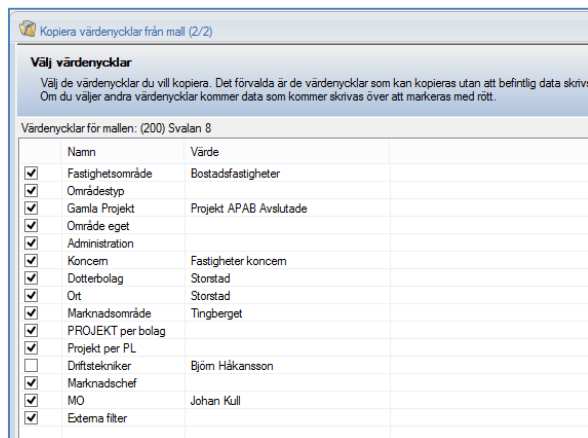 Kopiera värdenycklar från mall (2/2)
Välj värdenycklar
Välj de värdenycklar du vill kopiera. Det förvalda är de värdenycklar som kan kopieras utan att befintlig data skrivs
Om du väljer andra värdenycklar kommer data som kommer skrivas över att markeras med rött.
Värdenycklar för mallen: (200) Svalan 8
Namn Värde
Fastighetsområde Bostadsfastigheter
Områdestyp
Gamla Projekt Projekt APAB Avslutade
Område eget
Administration
Koncern Fastigheter koncern
Dotterbolag Storstad
Ort Storstad
Marknadsområde Tingberget
PROJEKT per bolag
Projekt per PL
Driftstekniker Björn Håkansson
Marknadschef
MO Johan Kull
Externa filter